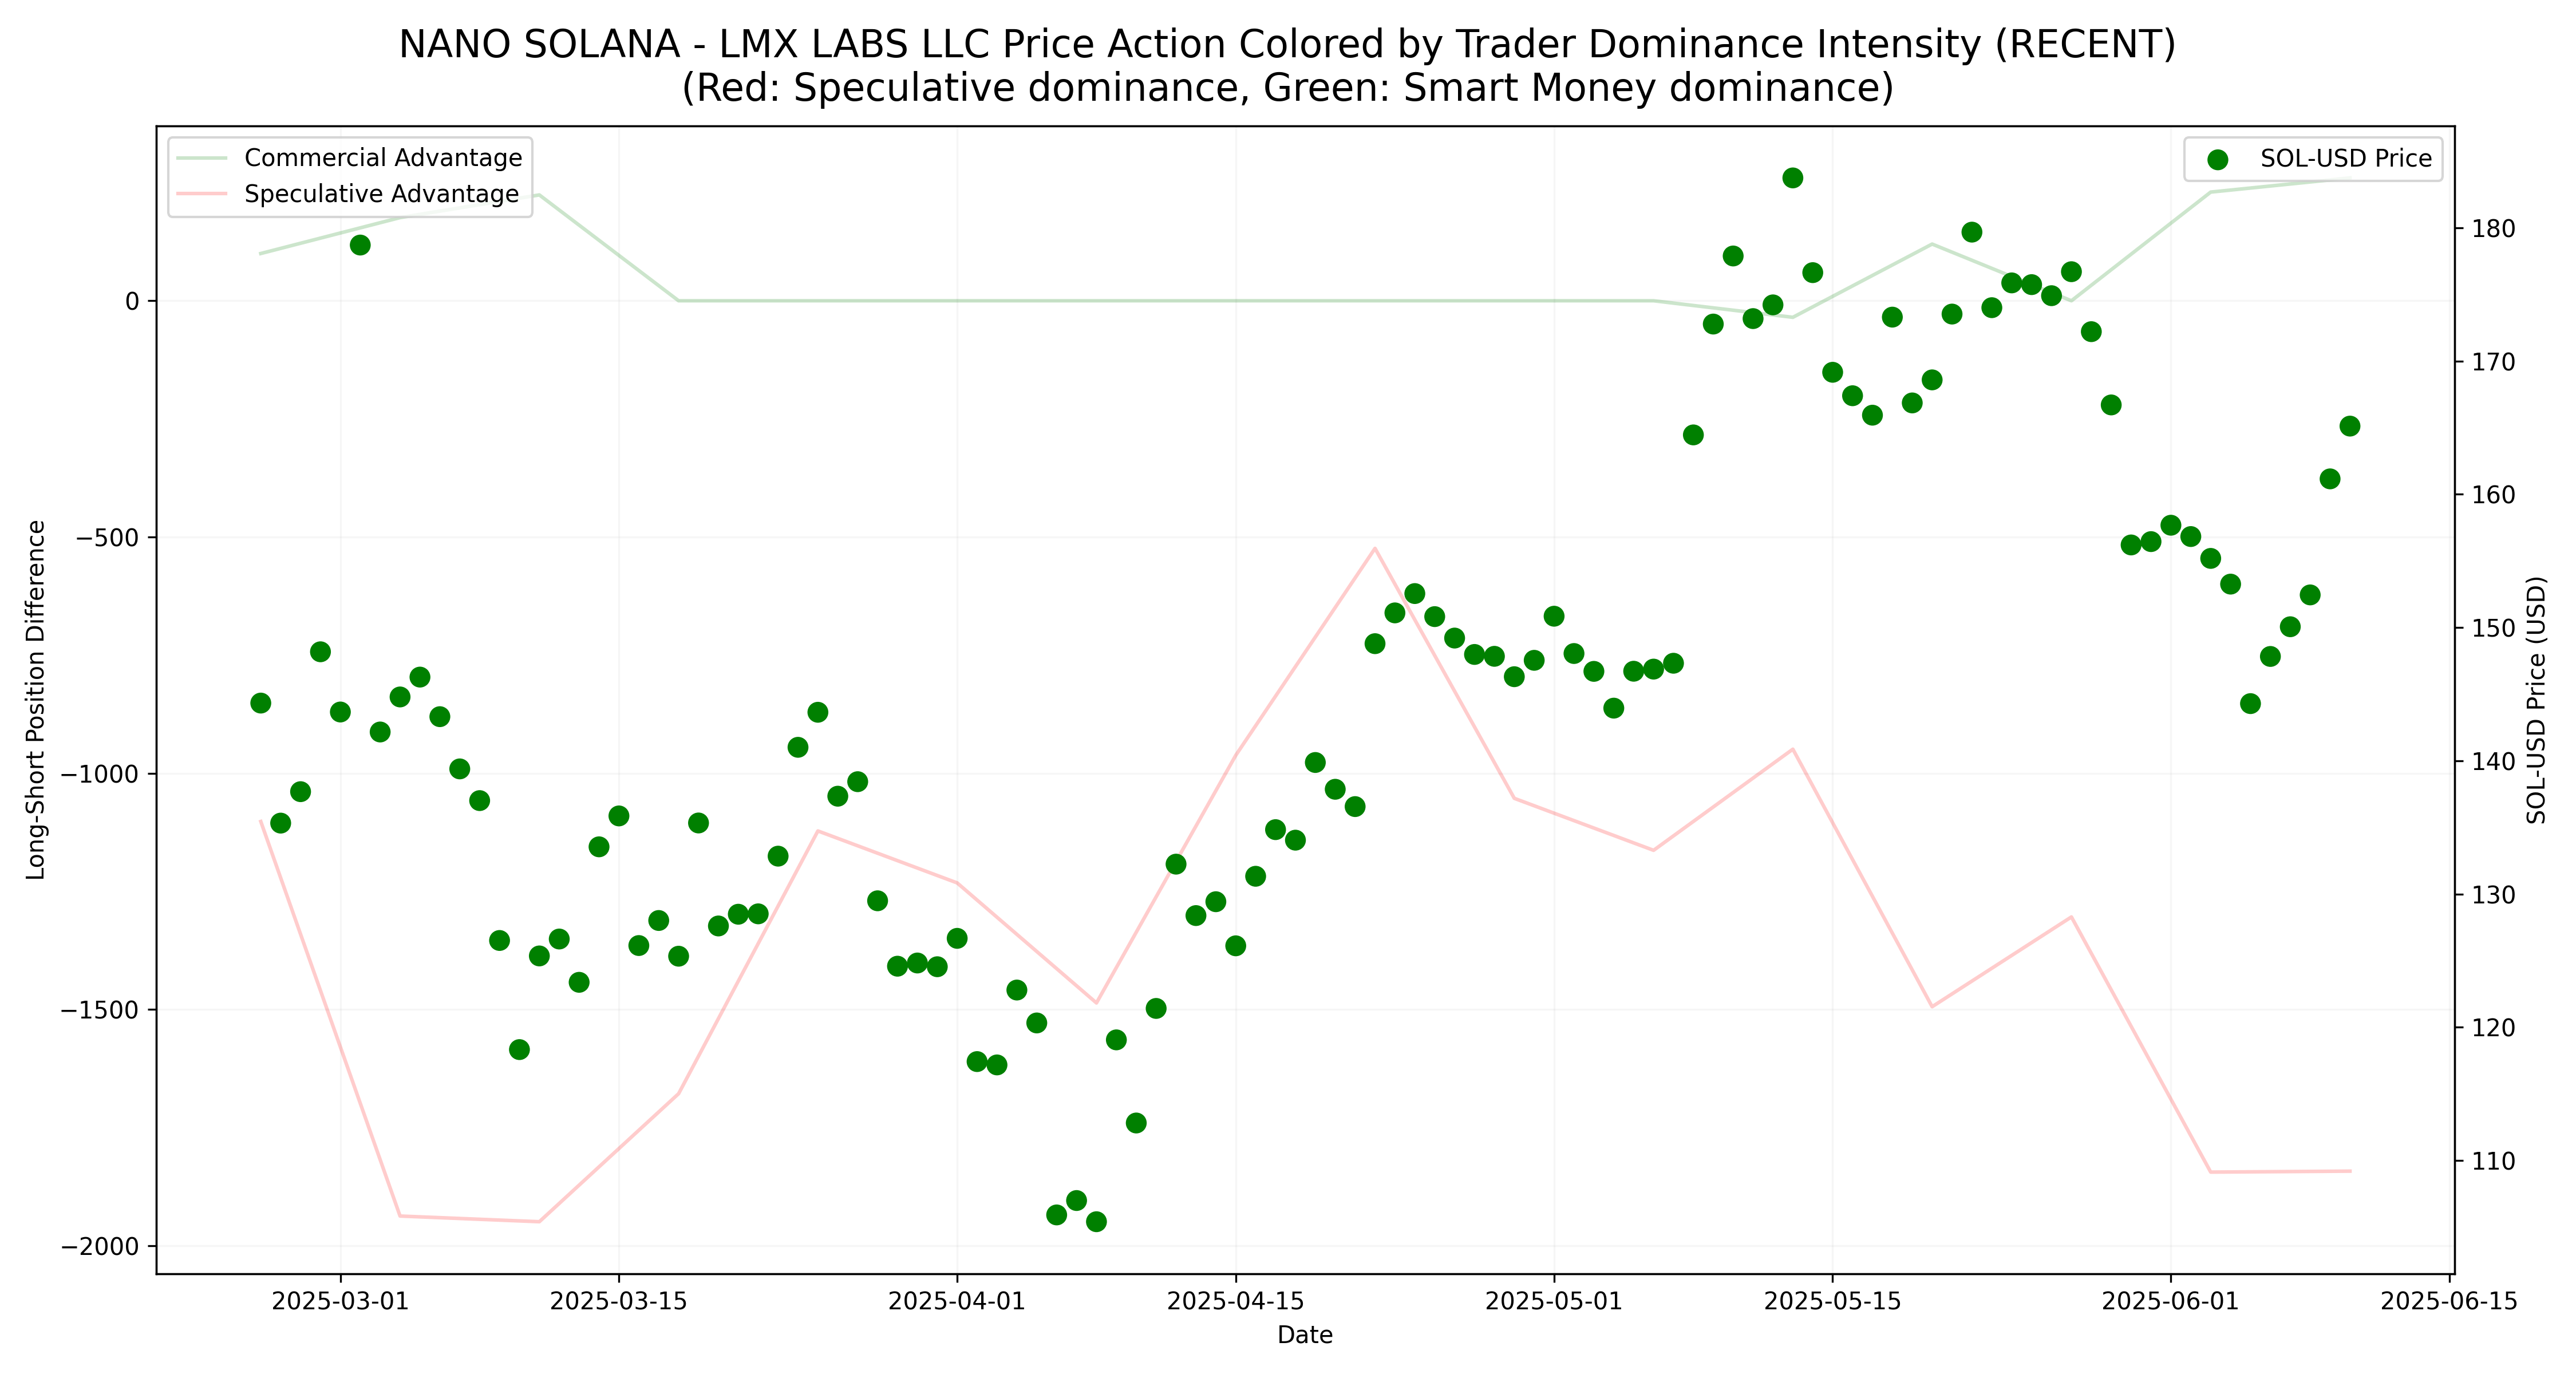 NANO SOLANA - LMX LABS LLC Price Action Colored by Trader Dominance Intensity (RECENT)
(Red: Speculative dominance, Green: Smart Money dominance)
Commercial Advantage
Speculative Advantage
SOL-USD Price
Long-Short Position Difference
0
−500
−1000
−1500
−2000
180
170
160
150
140
130
120
110
SOL-USD Price (USD)
2025-03-01 2025-03-15 2025-04-01 2025-04-15 2025-05-01 2025-05-15 2025-06-01 2025-06-15
Date